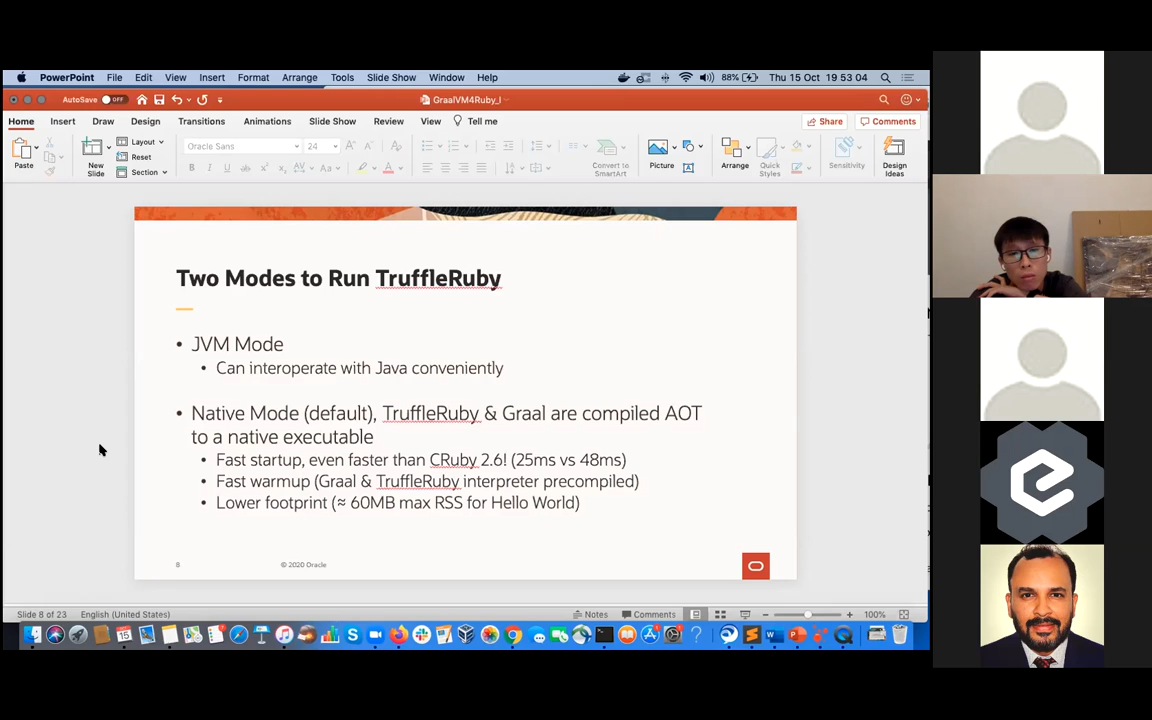 PowerPoint File Edit View Insert Format Arrange Tools Slide Show Window Help 88% Thu 15 Oct 19 53 04
AutoSave OFF GraalVM4Ruby_I
Home Insert Draw Design Transitions Animations Slide Show Review View Tell me Share Comments
Paste New Slide Layout Reset Section Oracle Sans 24 Convert to SmartArt Picture Arrange Quick Styles Sensitivity Design Ideas
Two Modes to Run TruffleRuby
• JVM Mode
• Can interoperate with Java conveniently
• Native Mode (default), TruffleRuby & Graal are compiled AOT
to a native executable
• Fast startup, even faster than CRuby 2.6! (25ms vs 48ms)
• Fast warmup (Graal & TruffleRuby interpreter precompiled)
• Lower footprint (≈ 60MB max RSS for Hello World)
8 © 2020 Oracle
Slide 8 of 23 English (United States) Notes Comments 100%